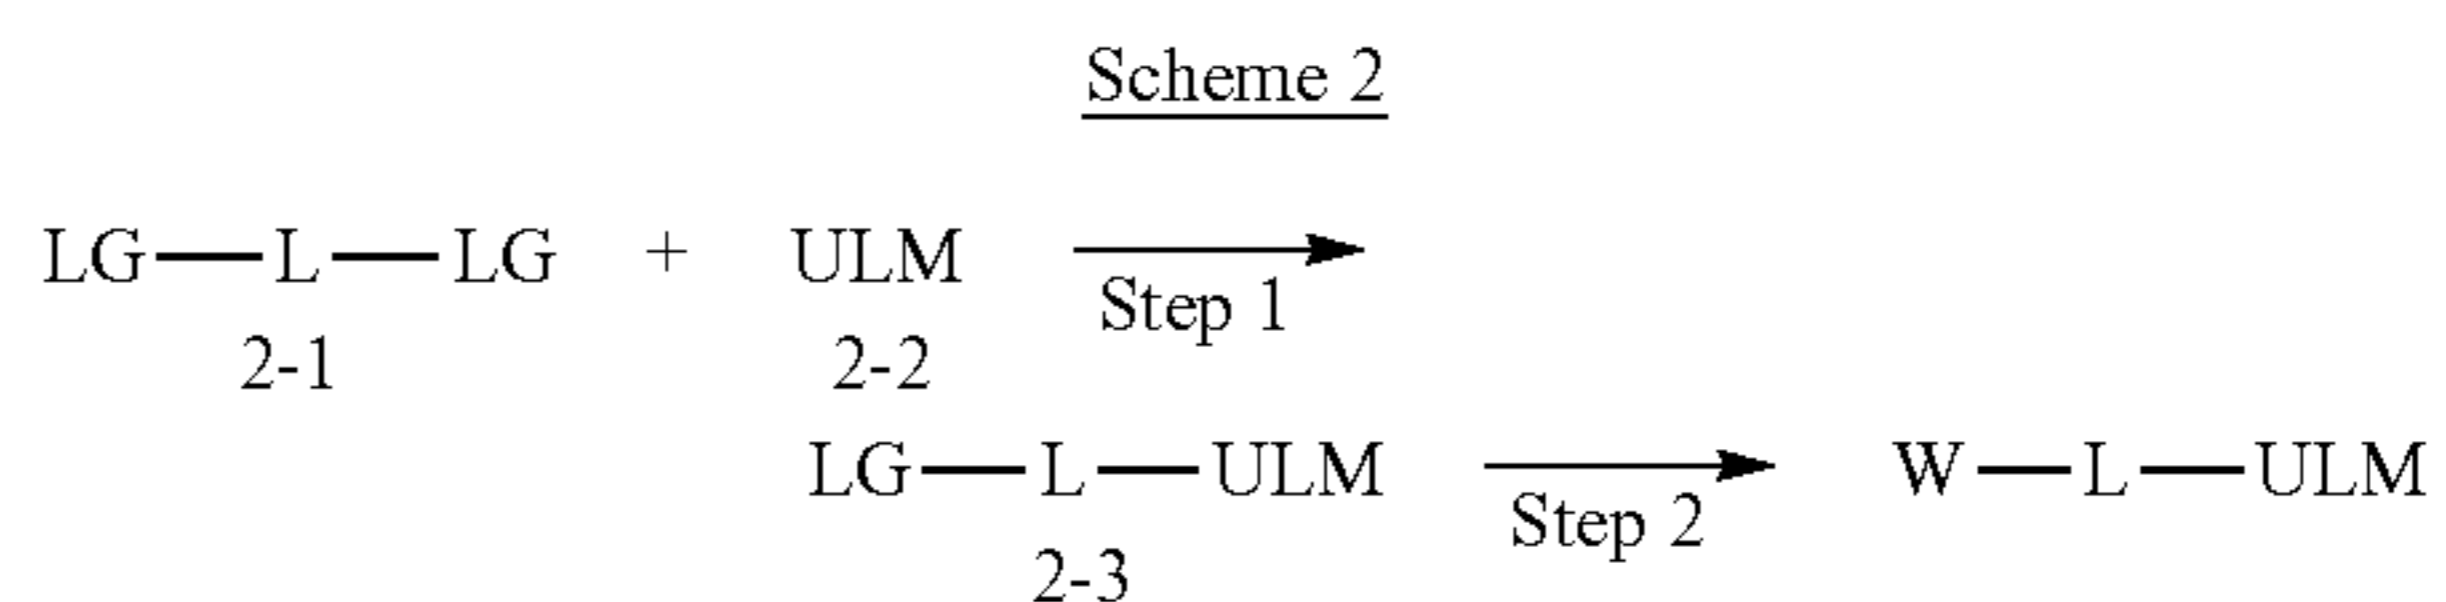 Scheme 2
LG—L—LG + ULM
Step 1
2-1 2-2
LG—L—ULM W—L—ULM
Step 2
2-3